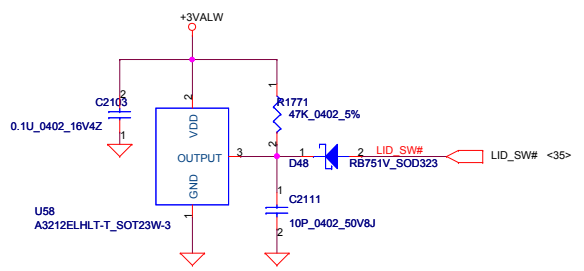 +3VALW
2
C2103
0.1U_0402_16V4Z
1
2
VDD
OUTPUT
3
GND
1
U58
A3212ELHLT-T_SOT23W-3
1
R1771
47K_0402_5%
2
1
D48
2
RB751V_SOD323
LID_SW#
LID_SW# <35>
1
C2111
10P_0402_50V8J
2